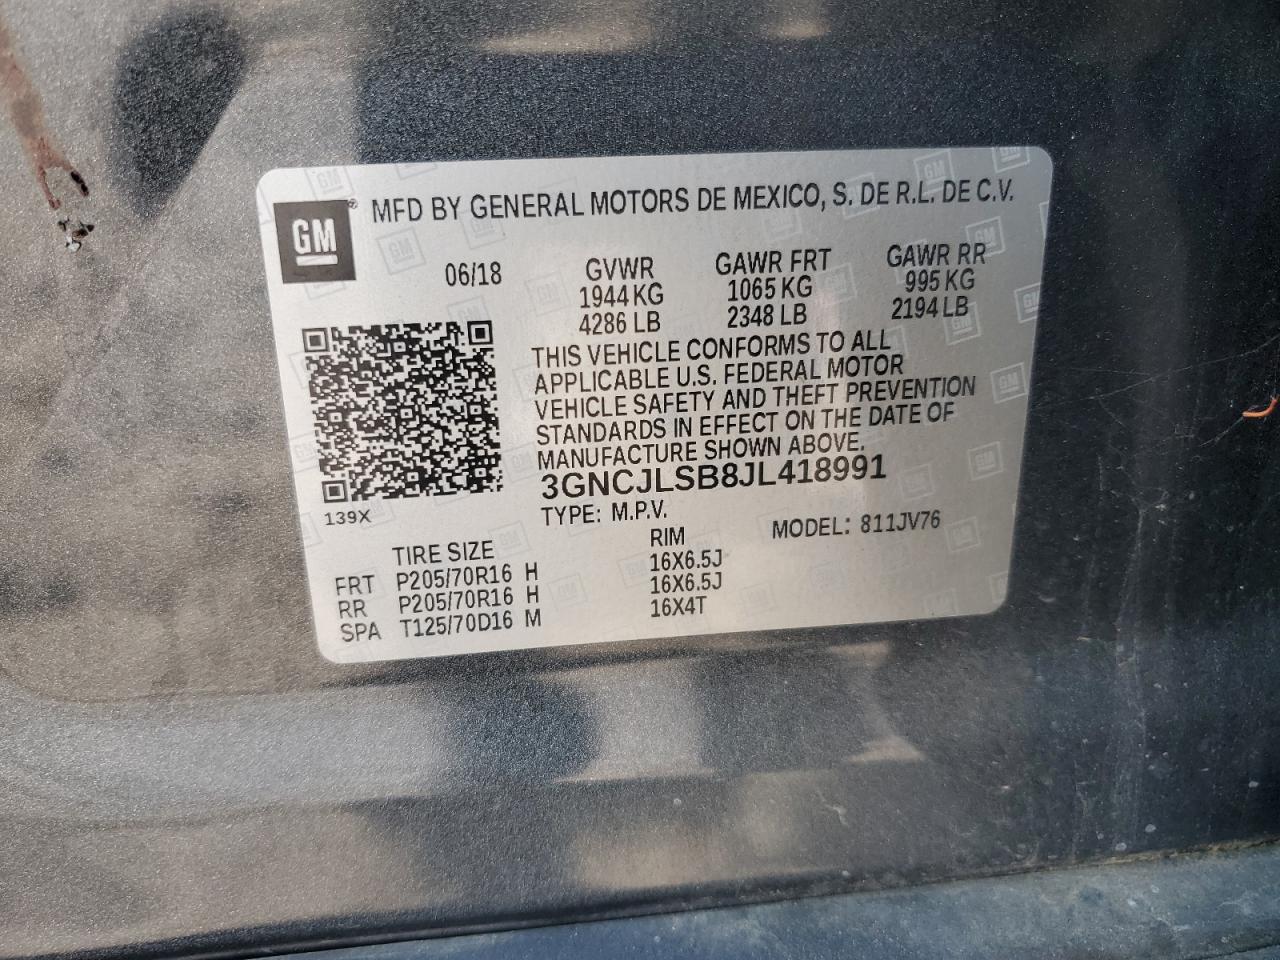 GM
MFD BY GENERAL MOTORS DE MEXICO, S. DE R.L. DE C.V.
06/18
GVWR GAWR FRT GAWR RR
1944 KG 1065 KG 995 KG
4286 LB 2348 LB 2194 LB
THIS VEHICLE CONFORMS TO ALL
APPLICABLE U.S. FEDERAL MOTOR
VEHICLE SAFETY AND THEFT PREVENTION
STANDARDS IN EFFECT ON THE DATE OF
MANUFACTURE SHOWN ABOVE.
3GNCJLSB8JL418991
139X
TYPE: M.P.V. MODEL: 811JV76
TIRE SIZE RIM
FRT P205/70R16 H 16X6.5J
RR P205/70R16 H 16X6.5J
SPA T125/70D16 M 16X4T